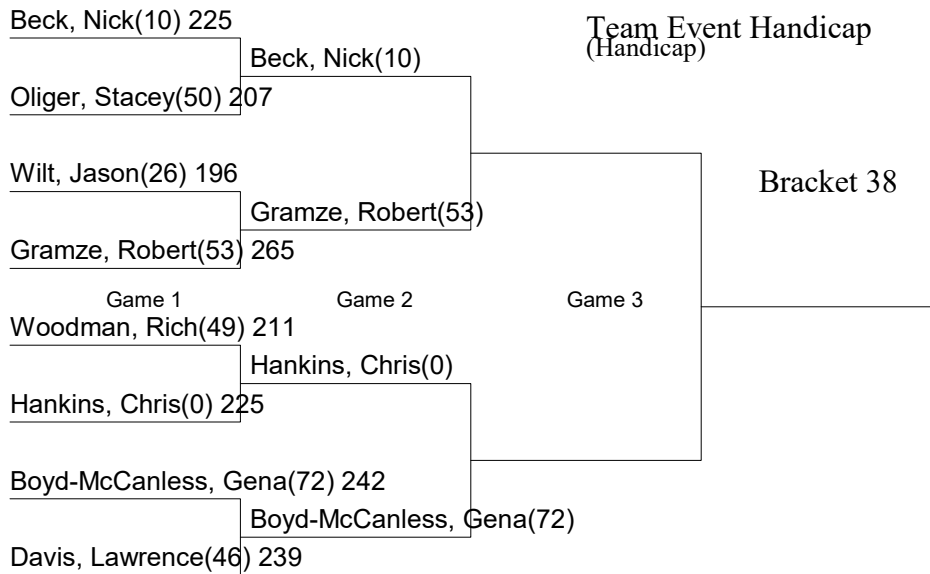 Beck, Nick(10) 225
Team Event Handicap
(Handicap)
Beck, Nick(10)
Oliger, Stacey(50) 207
Wilt, Jason(26) 196
Bracket 38
Gramze, Robert(53)
Gramze, Robert(53) 265
Game 1
Game 2
Game 3
Woodman, Rich(49) 211
Hankins, Chris(0)
Hankins, Chris(0) 225
Boyd-McCanless, Gena(72) 242
Boyd-McCanless, Gena(72)
Davis, Lawrence(46) 239